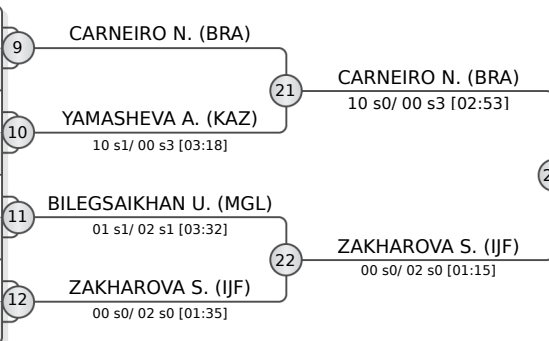 9
CARNEIRO N. (BRA)
21
CARNEIRO N. (BRA)
10 s0/ 00 s3 [02:53]
10
YAMASHEVA A. (KAZ)
10 s1/ 00 s3 [03:18]
11
BILEGSAIKHAN U. (MGL)
01 s1/ 02 s1 [03:32]
22
ZAKHAROVA S. (IJF)
00 s0/ 02 s0 [01:15]
12
ZAKHAROVA S. (IJF)
00 s0/ 02 s0 [01:35]